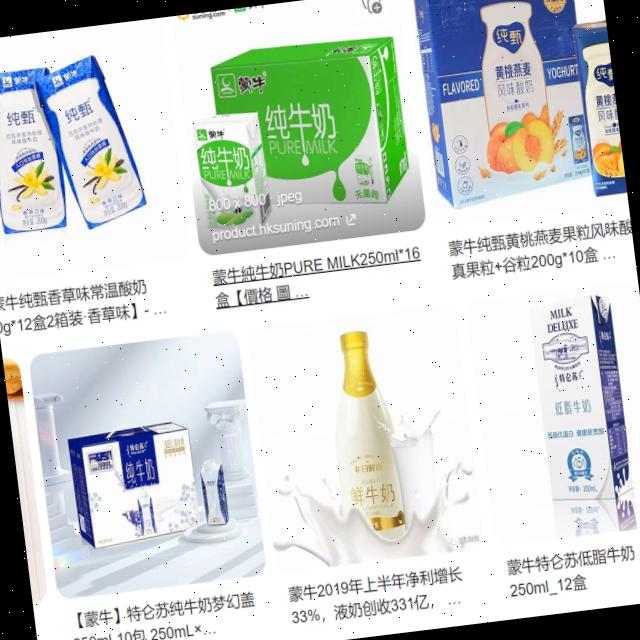 suning.com
纯甄
纯甄
蒙牛
纯牛奶
PURE MILK
蒙牛
纯牛奶
PURE MILK
800 x 800 · jpeg
product.hksuning.com
纯甄
黄桃燕麦
风味酸奶
FLAVORED
YOGHURT
纯甄
蒙牛纯甄香草味常温酸奶
0g*12盒2箱装 香草味】- ...
蒙牛純牛奶PURE MILK250ml*16
盒【價格 圖 ...
蒙牛纯甄黄桃燕麦果粒风味酸
真果粒+谷粒200g*10盒 ...
特仑苏
纯牛奶
每日鲜语
鲜牛奶
MILK
DELUXE
特仑苏
低脂牛奶
【蒙牛】·特仑苏纯牛奶梦幻盖
250ml 10包 250mL×...
蒙牛2019年上半年净利增长
33%，液奶创收331亿， ...
蒙牛特仑苏低脂牛奶
250ml_12盒